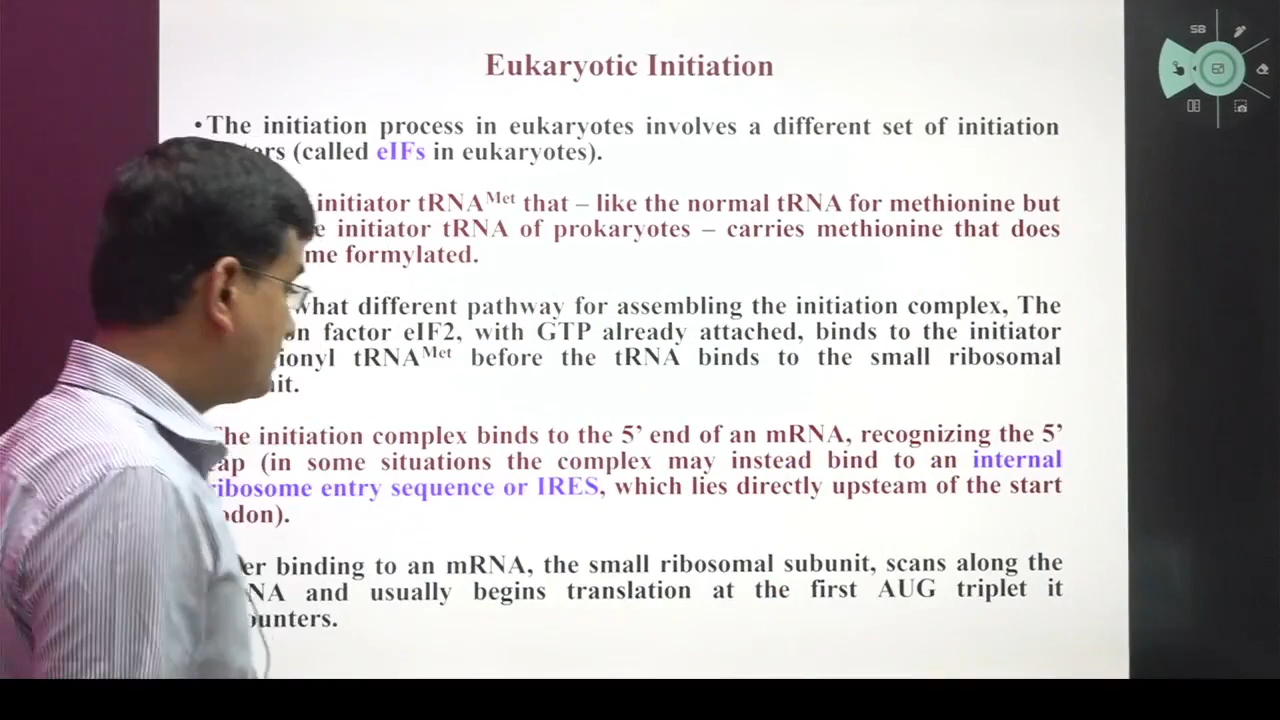 Eukaryotic Initiation
•The initiation process in eukaryotes involves a different set of initiation
(called eIFs in eukaryotes).
initiator tRNAMet that – like the normal tRNA for methionine but
initiator tRNA of prokaryotes – carries methionine that does
formylated.
different pathway for assembling the initiation complex, The
factor eIF2, with GTP already attached, binds to the initiator
tRNAMet before the tRNA binds to the small ribosomal
The initiation complex binds to the 5’ end of an mRNA, recognizing the 5’
cap (in some situations the complex may instead bind to an internal
ribosome entry sequence or IRES, which lies directly upsteam of the start
codon).
binding to an mRNA, the small ribosomal subunit, scans along the
and usually begins translation at the first AUG triplet it
SB